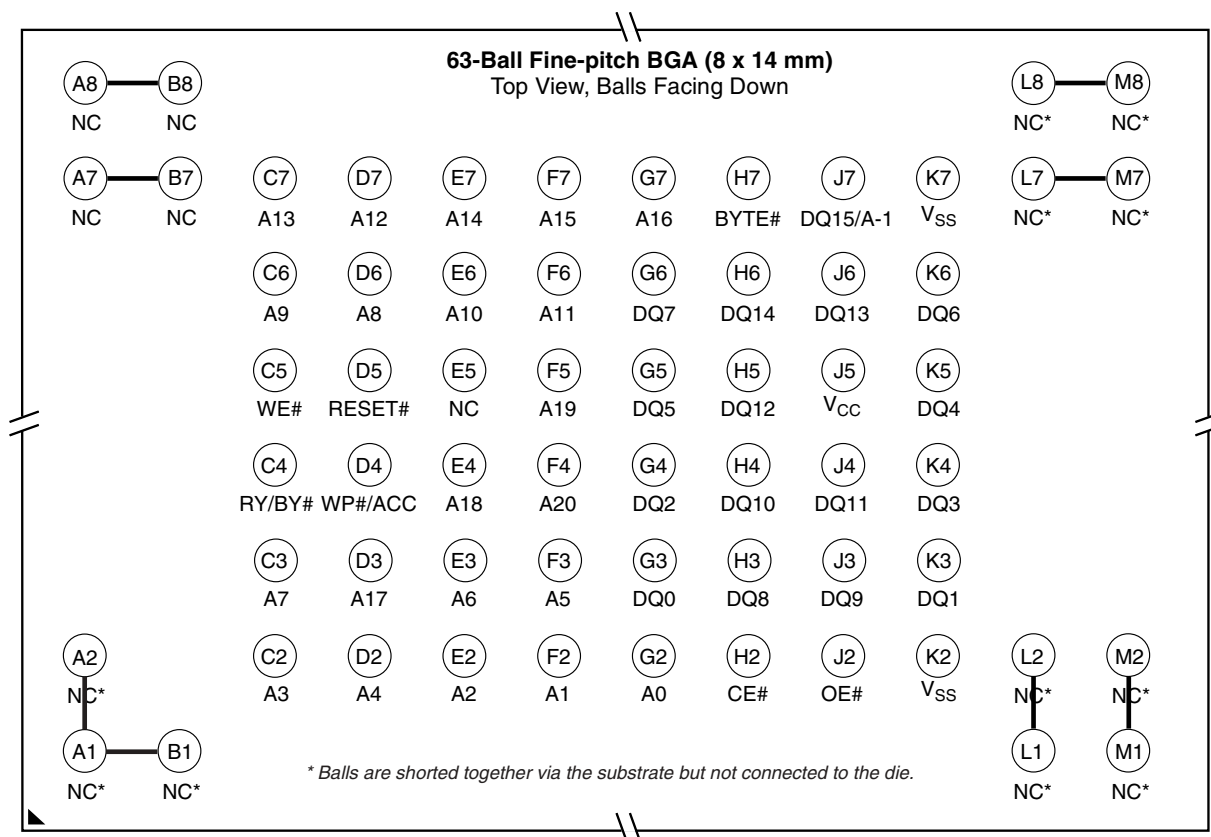 63-Ball Fine-pitch BGA (8 x 14 mm)
Top View, Balls Facing Down
A8 B8 L8 M8
NC NC NC* NC*
A7 B7 C7 D7 E7 F7 G7 H7 J7 K7 L7 M7
NC NC A13 A12 A14 A15 A16 BYTE# DQ15/A-1 VSS NC* NC*
C6 D6 E6 F6 G6 H6 J6 K6
A9 A8 A10 A11 DQ7 DQ14 DQ13 DQ6
C5 D5 E5 F5 G5 H5 J5 K5
WE# RESET# NC A19 DQ5 DQ12 VCC DQ4
C4 D4 E4 F4 G4 H4 J4 K4
RY/BY# WP#/ACC A18 A20 DQ2 DQ10 DQ11 DQ3
C3 D3 E3 F3 G3 H3 J3 K3
A7 A17 A6 A5 DQ0 DQ8 DQ9 DQ1
A2 C2 D2 E2 F2 G2 H2 J2 K2 L2 M2
NC* A3 A4 A2 A1 A0 CE# OE# VSS NC* NC*
A1 B1 L1 M1
* Balls are shorted together via the substrate but not connected to the die.
NC* NC* NC* NC*